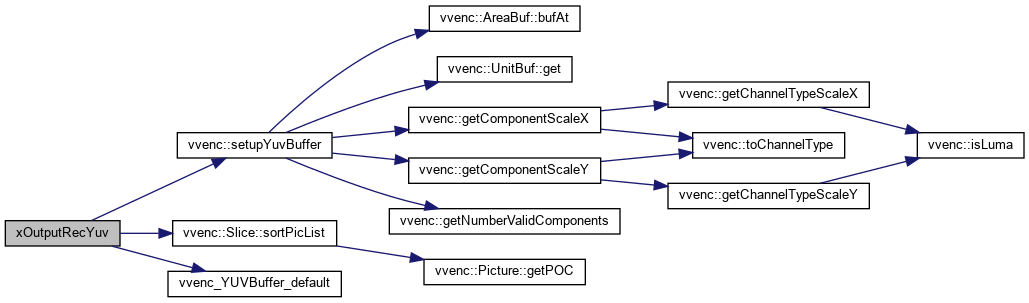 vvenc::AreaBuf::bufAt
vvenc::UnitBuf::get
vvenc::getChannelTypeScaleX
vvenc::getComponentScaleX
vvenc::setupYuvBuffer
vvenc::toChannelType
vvenc::isLuma
vvenc::getComponentScaleY
vvenc::getChannelTypeScaleY
vvenc::getNumberValidComponents
xOutputRecYuv
vvenc::Slice::sortPicList
vvenc::Picture::getPOC
vvenc_YUVBuffer_default